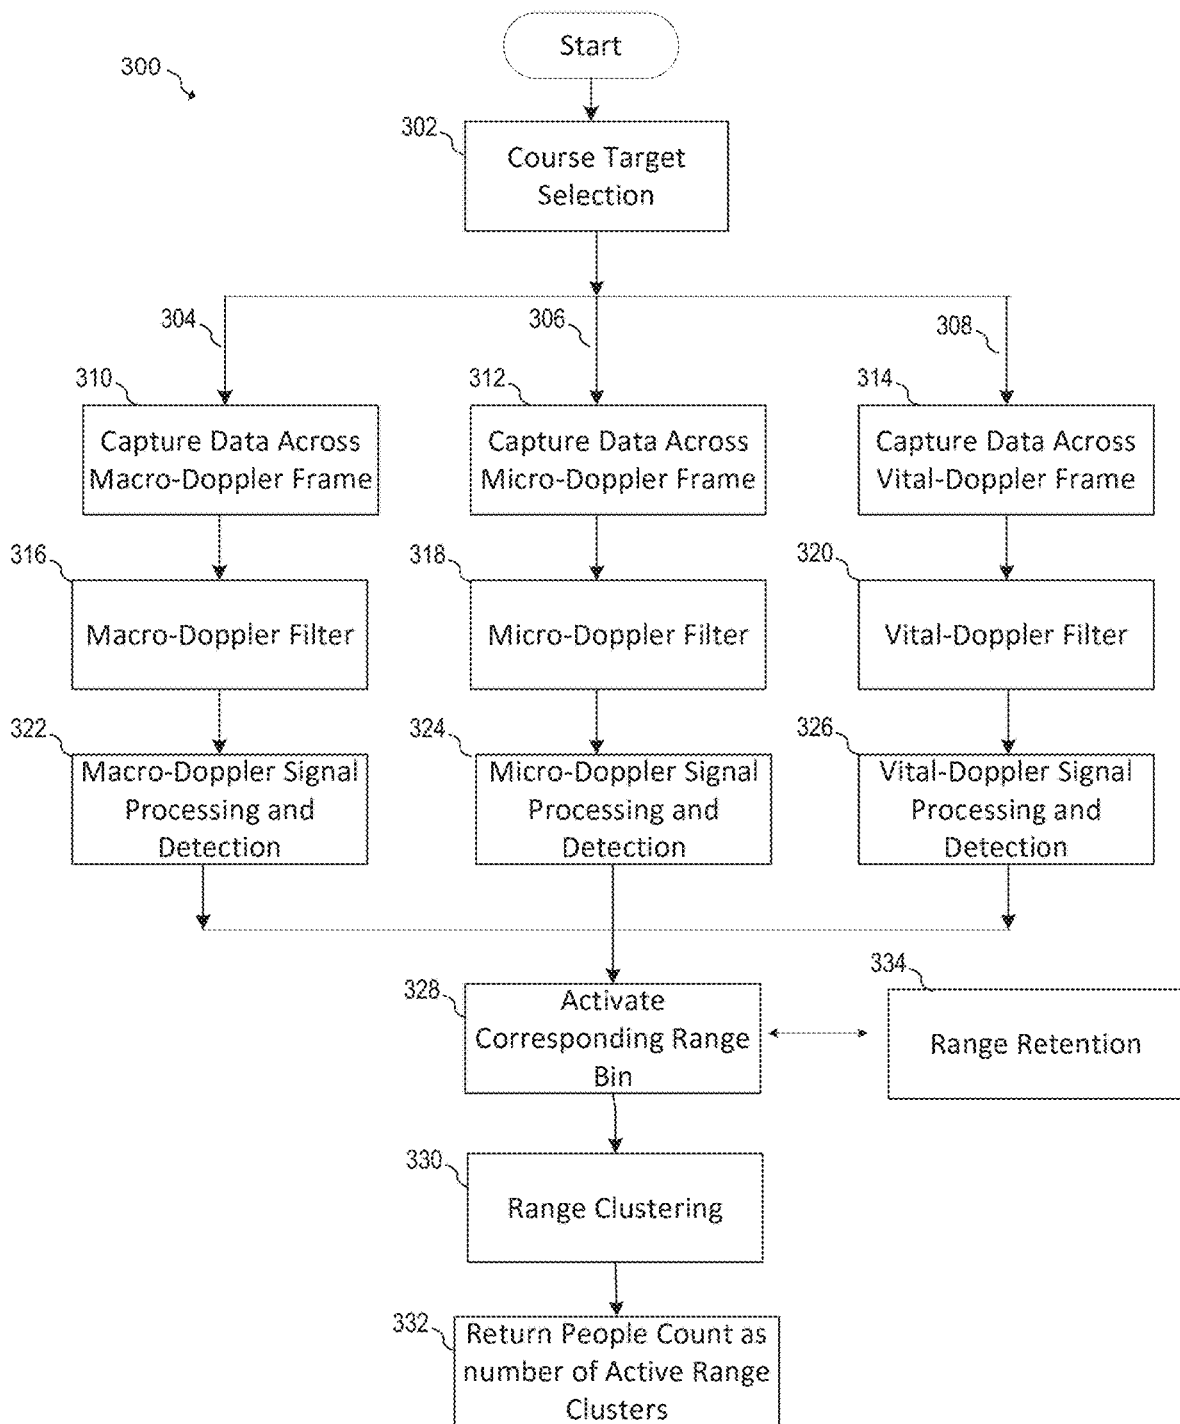 Start
300
302
Course Target
Selection
304
306
308
310
312
314
Capture Data Across
Macro-Doppler Frame
Capture Data Across
Micro-Doppler Frame
Capture Data Across
Vital-Doppler Frame
316
318
320
Macro-Doppler Filter
Micro-Doppler Filter
Vital-Doppler Filter
322
324
326
Macro-Doppler Signal
Processing and
Detection
Micro-Doppler Signal
Processing and
Detection
Vital-Doppler Signal
Processing and
Detection
328
Activate
Corresponding Range
Bin
334
Range Retention
330
Range Clustering
332
Return People Count as
number of Active Range
Clusters